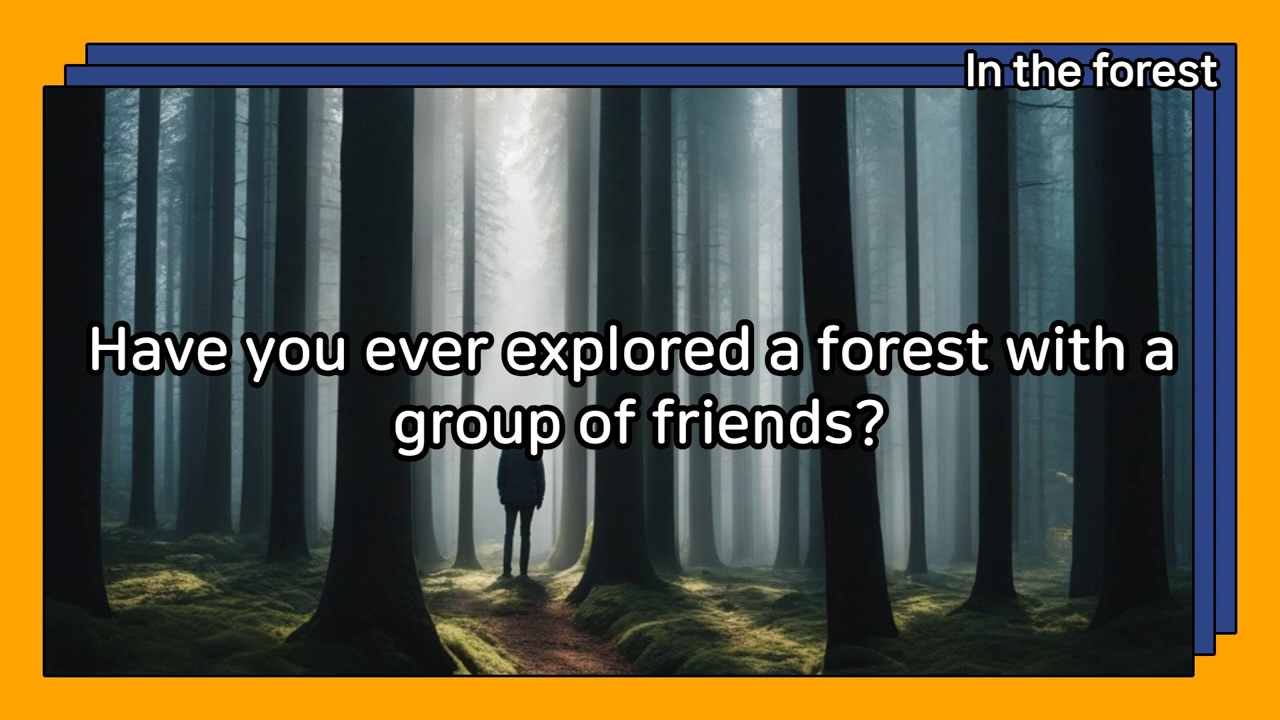 In the forest
Have you ever explored a forest with a
group of friends?